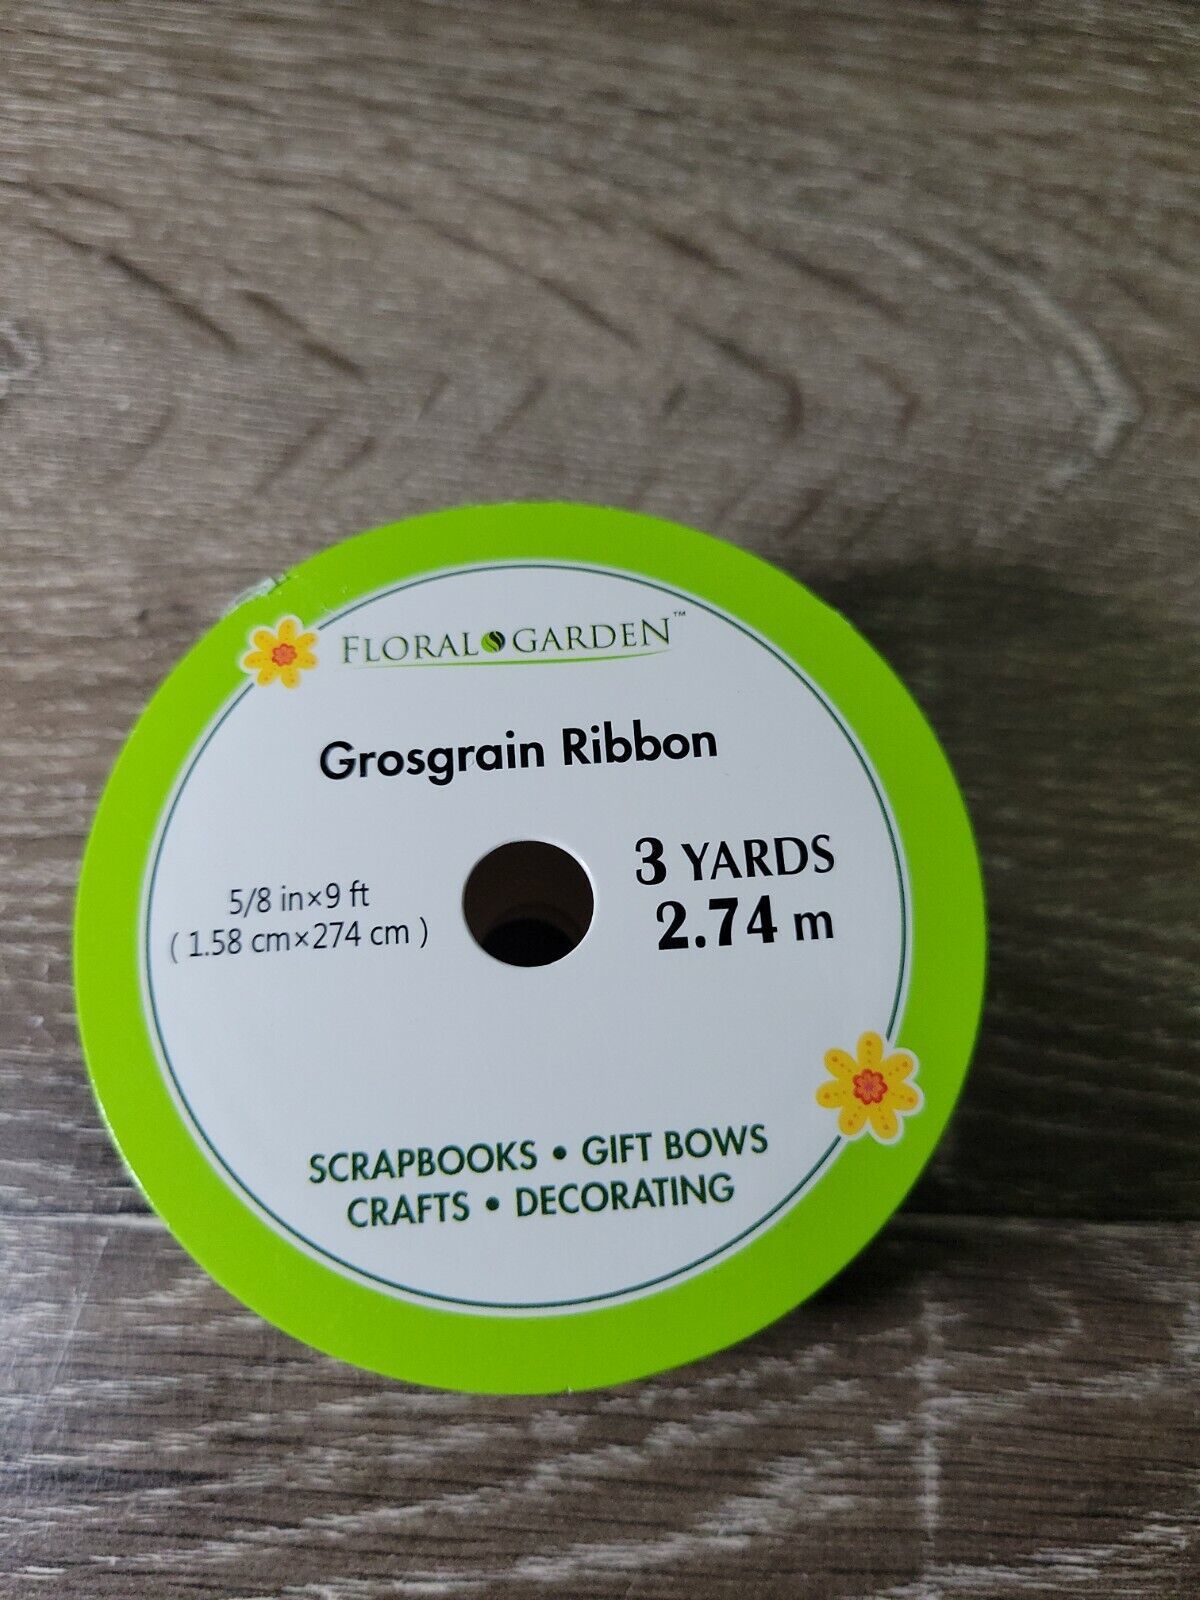 FLORAL GARDEN™
Grosgrain Ribbon
5/8 in×9 ft
( 1.58 cm×274 cm )
3 YARDS
2.74 m
SCRAPBOOKS • GIFT BOWS
CRAFTS • DECORATING